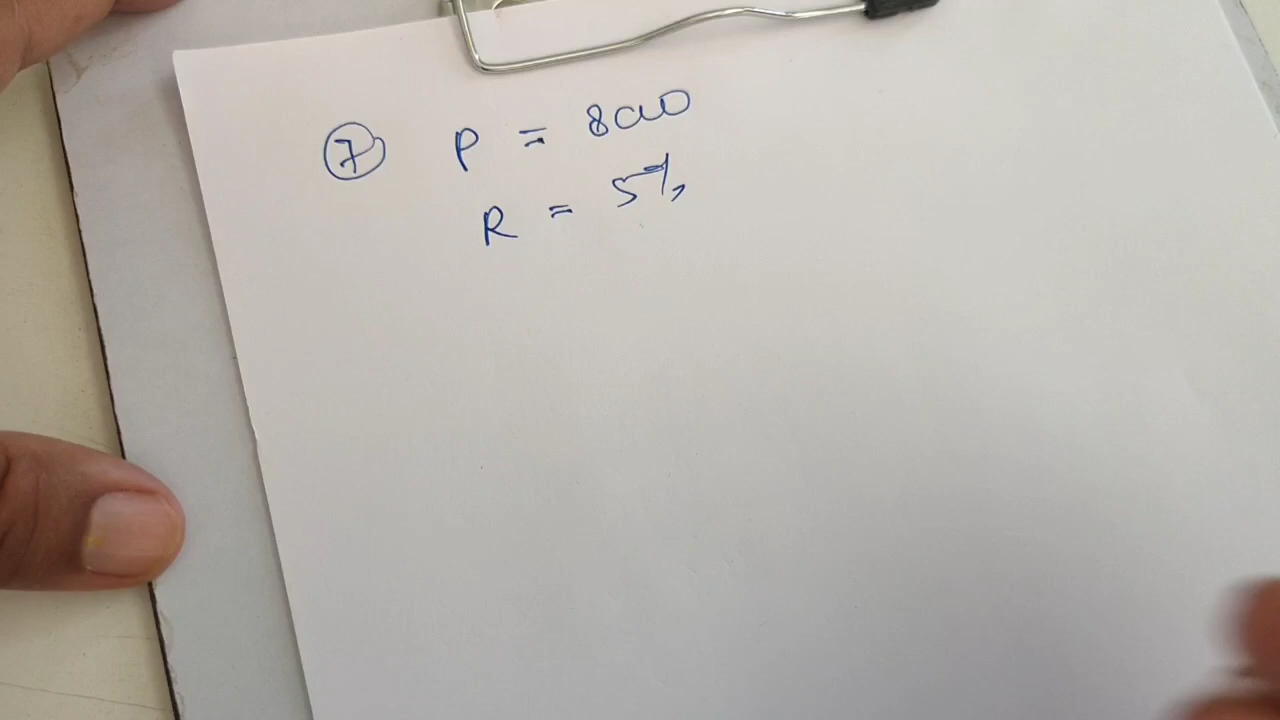 7 P = 800
R = 5%